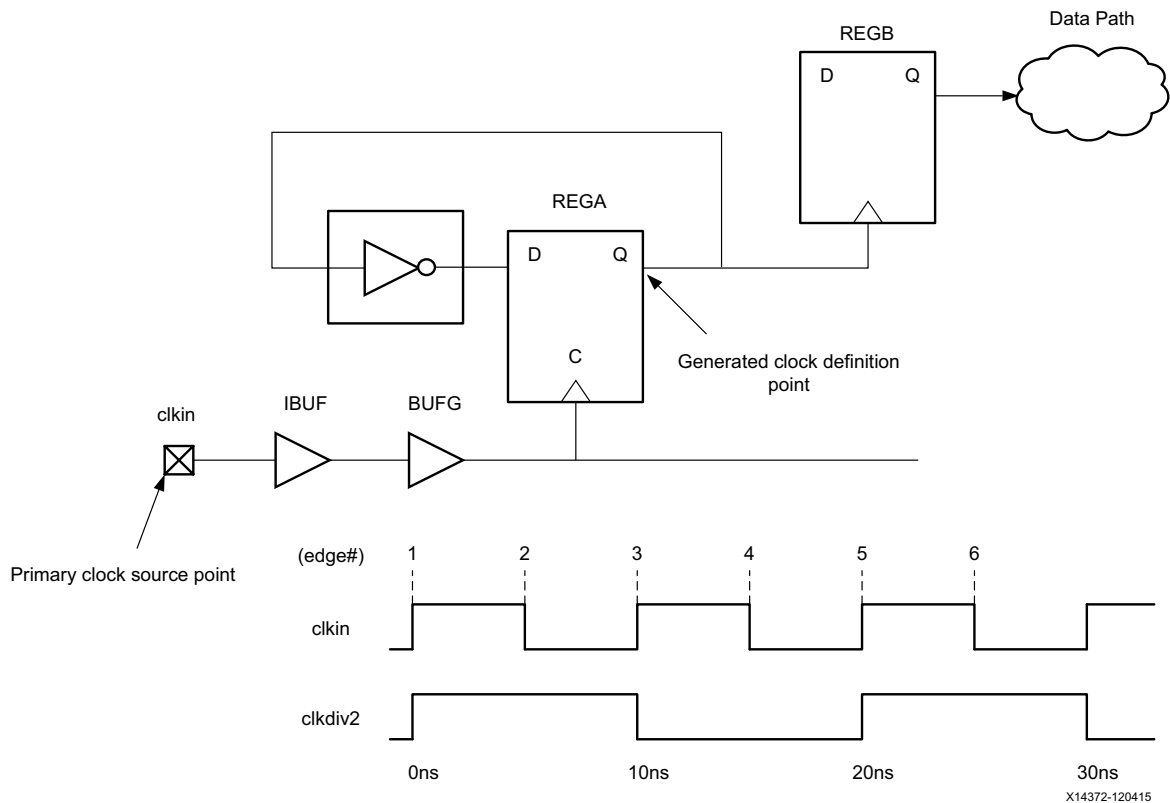 Data Path
REGB
D Q
REGA
D Q
C
Generated clock definition
point
clkin
IBUF
BUFG
Primary clock source point
(edge#) 1 2 3 4 5 6
clkin
clkdiv2
0ns 10ns 20ns 30ns
X14372-120415